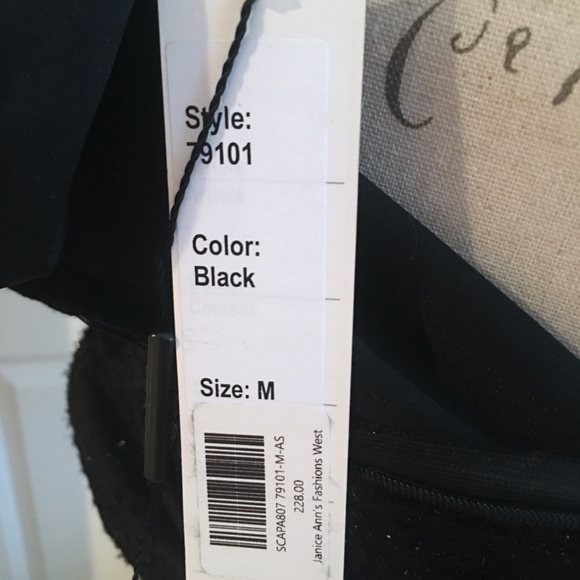 Style:
79101
Color:
Black
Size: M
SCAPA807 79101-M-AS
228.00
Janice Ann's Fashions West